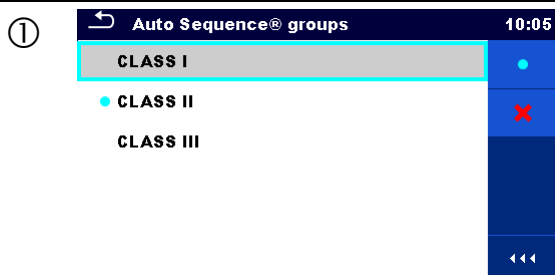 ①
Auto Sequence® groups 10:05
CLASS I
CLASS II
CLASS III